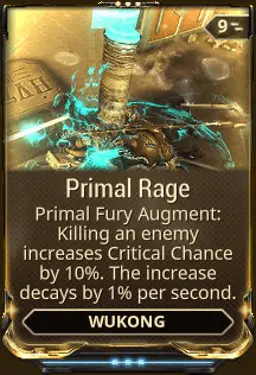 9
Primal Rage
Primal Fury Augment:
Killing an enemy
increases Critical Chance
by 10%. The increase
decays by 1% per second.
WUKONG